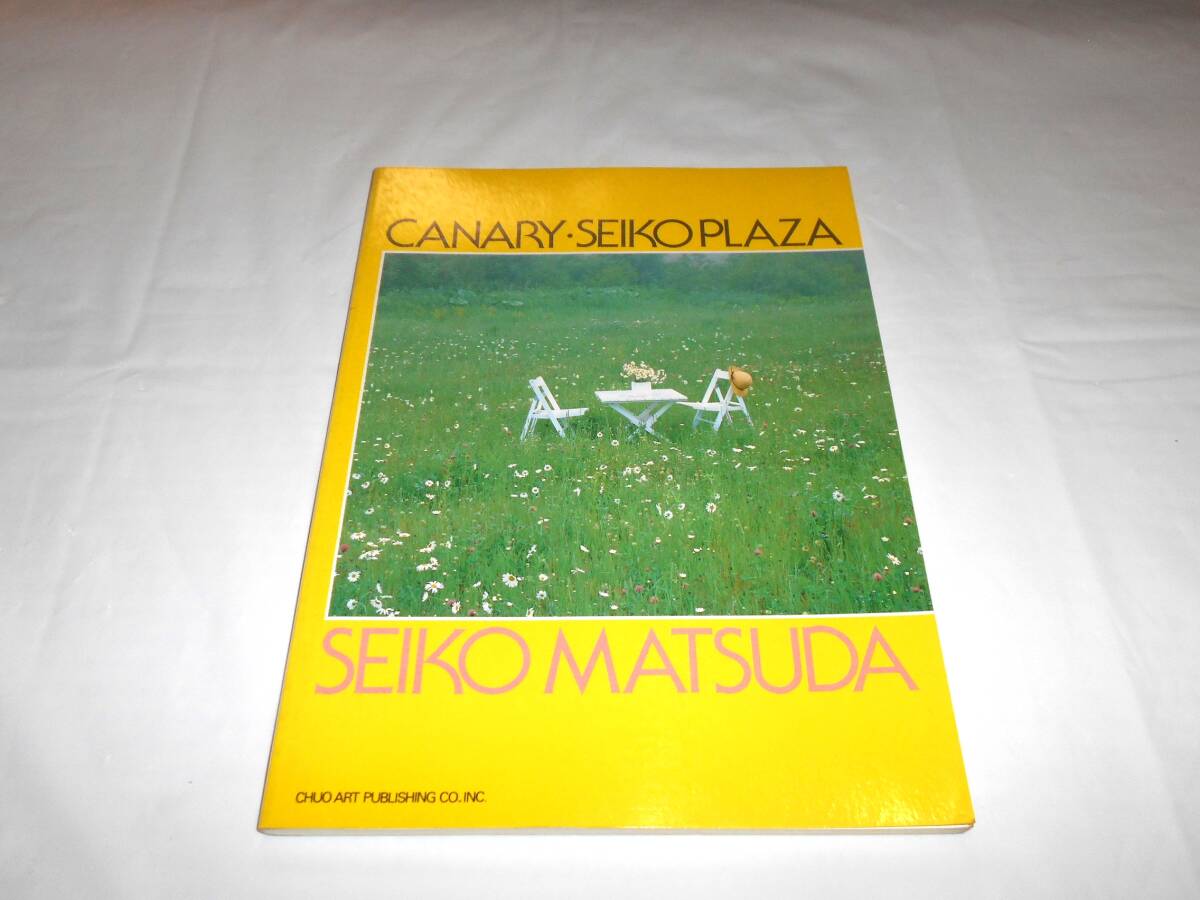 CANARY·SEIKO PLAZA
SEIKO MATSUDA
CHUO ART PUBLISHING CO., INC.